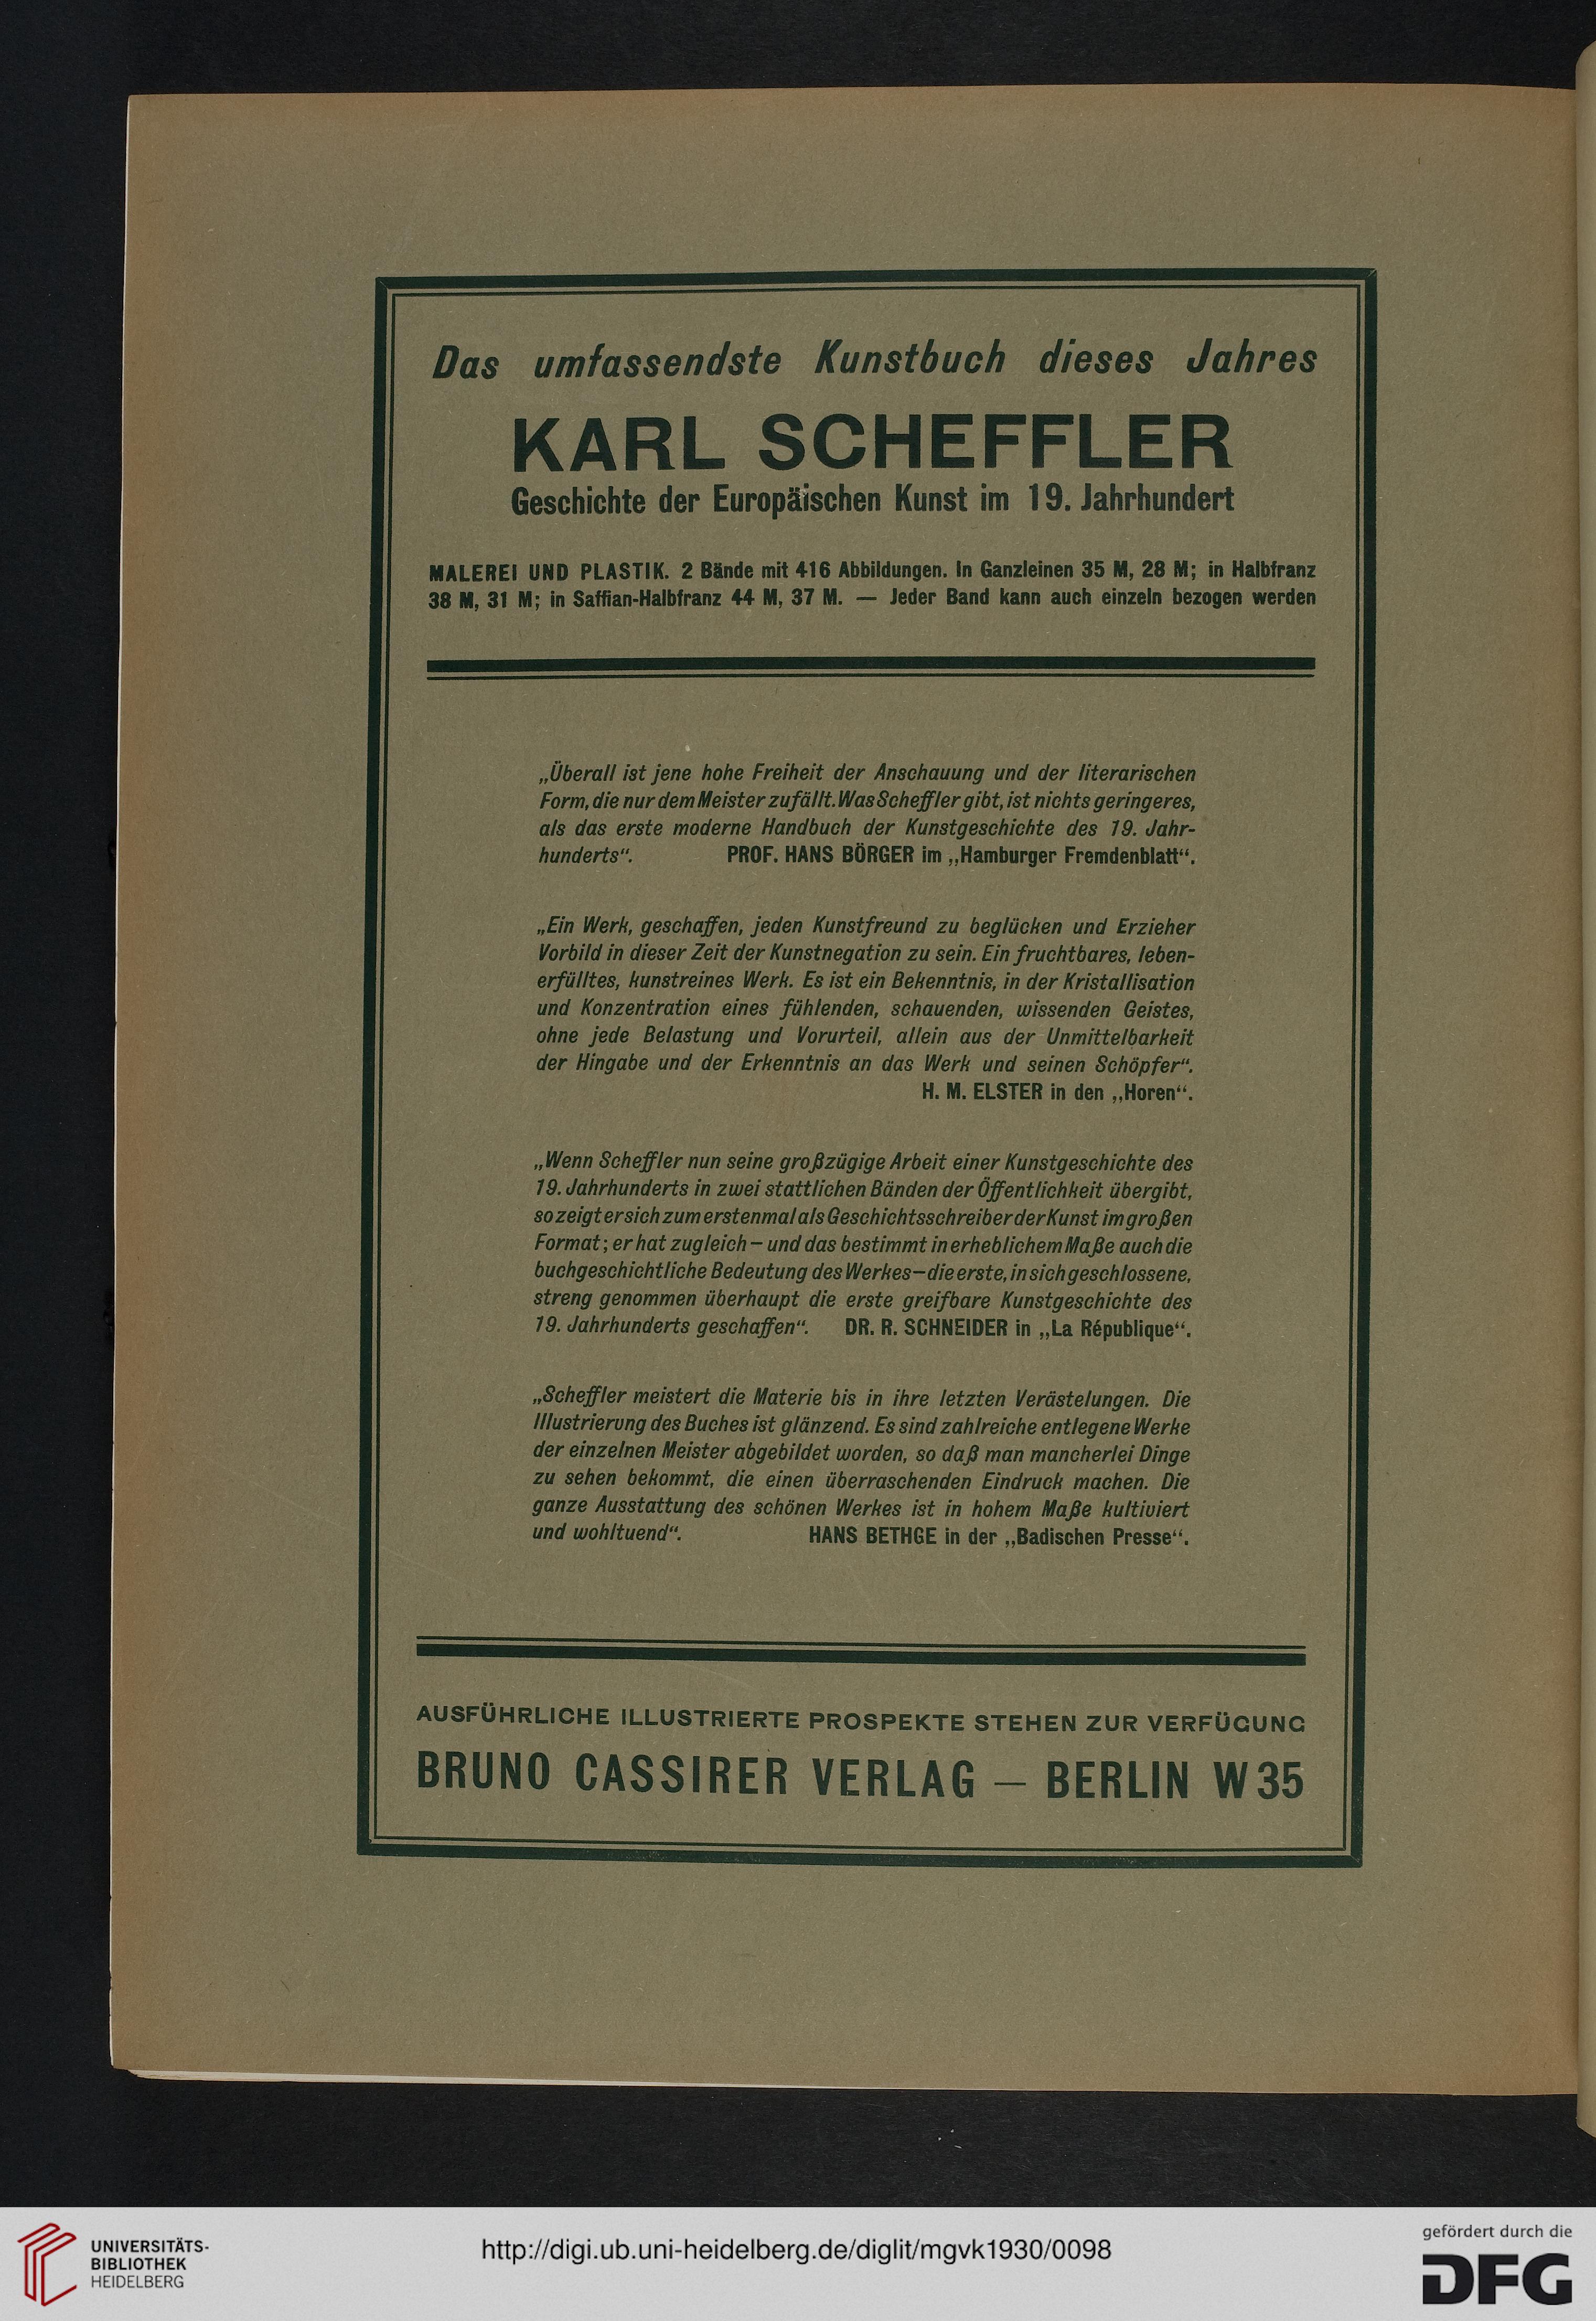 Das umfassendste Kunstbuch dieses Jahres
KARL SCHEFFLER
Geschichte der Europäischen Kunst im 19. Jahrhundert
MALEREI UND PLASTIK. 2 Bände mit 416 Abbildungen. In Ganzleinen 35 M, 28 M; in Halbfranz
38 M, 31 M; in Saffian-Halbfranz 44 M, 37 M. — Jeder Band kann auch einzeln bezogen werden
„Überall ist jene hohe Freiheit der Anschauung und der literarischen
Form, die nur dem Meister zufällt. Was Scheffler gibt, ist nichts geringeres,
als das erste moderne Handbuch der Kunstgeschichte des 19. Jahr-
hunderts“. PROF. HANS BÖRGER im „Hamburger Fremdenblatt“.
„Ein Werk, geschaffen, jeden Kunstfreund zu beglücken und Erzieher
Vorbild in dieser Zeit der Kunstnegation zu sein. Ein fruchtbares, leben-
erfülltes, kunstreines Werk. Es ist ein Bekenntnis, in der Kristallisation
und Konzentration eines fühlenden, schauenden, wissenden Geistes,
ohne jede Belastung und Vorurteil, allein aus der Unmittelbarkeit
der Hingabe und der Erkenntnis an das Werk und seinen Schöpfer“.
H. M. ELSTER in den „Horen“.
„Wenn Scheffler nun seine großzügige Arbeit einer Kunstgeschichte des
19. Jahrhunderts in zwei stattlichen Bänden der Öffentlichkeit übergibt,
so zeigt er sich zum erstenmal als Geschichtsschreiber der Kunst im großen
Format; er hat zugleich – und das bestimmt in erheblichem Maße auch die
buchgeschichtliche Bedeutung des Werkes – die erste, in sich geschlossene,
streng genommen überhaupt die erste greifbare Kunstgeschichte des
19. Jahrhunderts geschaffen“. DR. R. SCHNEIDER in „La République“.
„Scheffler meistert die Materie bis in ihre letzten Verästelungen. Die
Illustrierung des Buches ist glänzend. Es sind zahlreiche entlegene Werke
der einzelnen Meister abgebildet worden, so daß man mancherlei Dinge
zu sehen bekommt, die einen überraschenden Eindruck machen. Die
ganze Ausstattung des schönen Werkes ist in hohem Maße kultiviert
und wohltuend“. HANS BETHGE in der „Badischen Presse“.
AUSFÜHRLICHE ILLUSTRIERTE PROSPEKTE STEHEN ZUR VERFÜGUNG
BRUNO CASSIRER VERLAG — BERLIN W 35
UNIVERSITÄTS-
BIBLIOTHEK
HEIDELBERG
http://digi.ub.uni-heidelberg.de/diglit/mgvk1930/0098
gefördert durch die
DFG